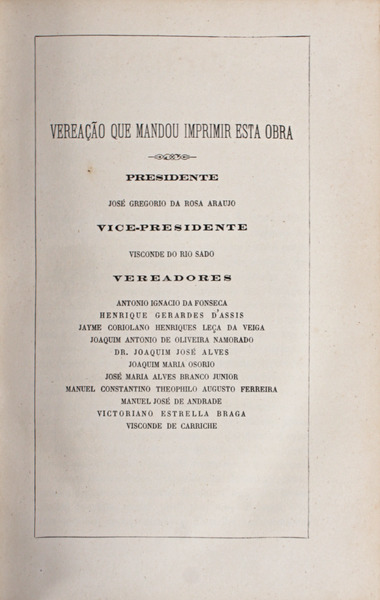 VEREAÇÃO QUE MANDOU IMPRIMIR ESTA OBRA
PRESIDENTE
JOSÉ GREGORIO DA ROSA ARAUJO
VICE-PRESIDENTE
VISCONDE DO RIO SADO
VEREADORES
ANTONIO IGNACIO DA FONSECA
HENRIQUE GERARDES D'ASSIS
JAYME CORIOLANO HENRIQUES LEÇA DA VEIGA
JOAQUIM ANTONIO DE OLIVEIRA NAMORADO
DR. JOAQUIM JOSÉ ALVES
JOAQUIM MARIA OSORIO
JOSÉ MARIA ALVES BRANCO JUNIOR
MANUEL CONSTANTINO THEOPHILO AUGUSTO FERREIRA
MANUEL JOSÉ DE ANDRADE
VICTORIANO ESTRELLA BRAGA
VISCONDE DE CARRICHE